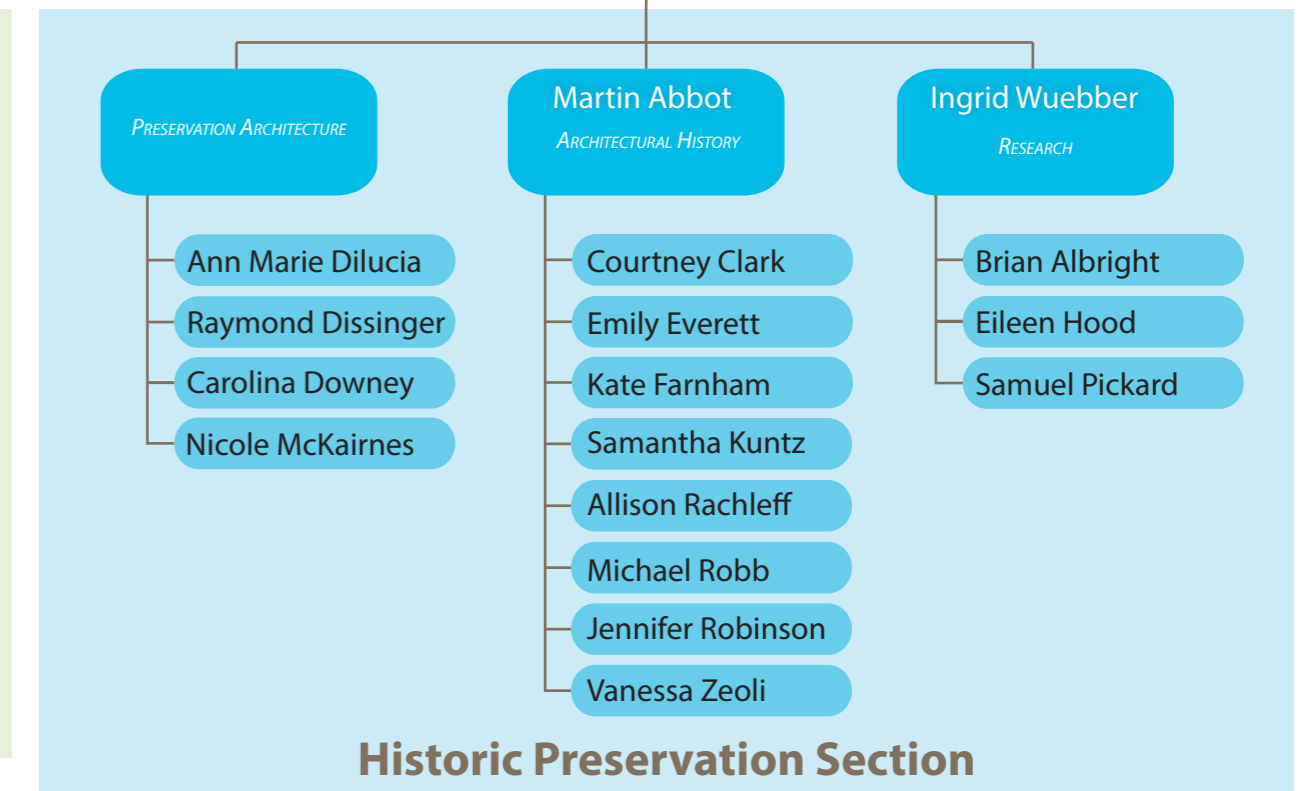 Preservation Architecture
Ann Marie Dilucia
Raymond Dissinger
Carolina Downey
Nicole McKairnes
Martin Abbot
Architectural History
Courtney Clark
Emily Everett
Kate Farnham
Samantha Kuntz
Allison Rachleff
Michael Robb
Jennifer Robinson
Vanessa Zeoli
Ingrid Wuebber
Research
Brian Albright
Eileen Hood
Samuel Pickard
Historic Preservation Section